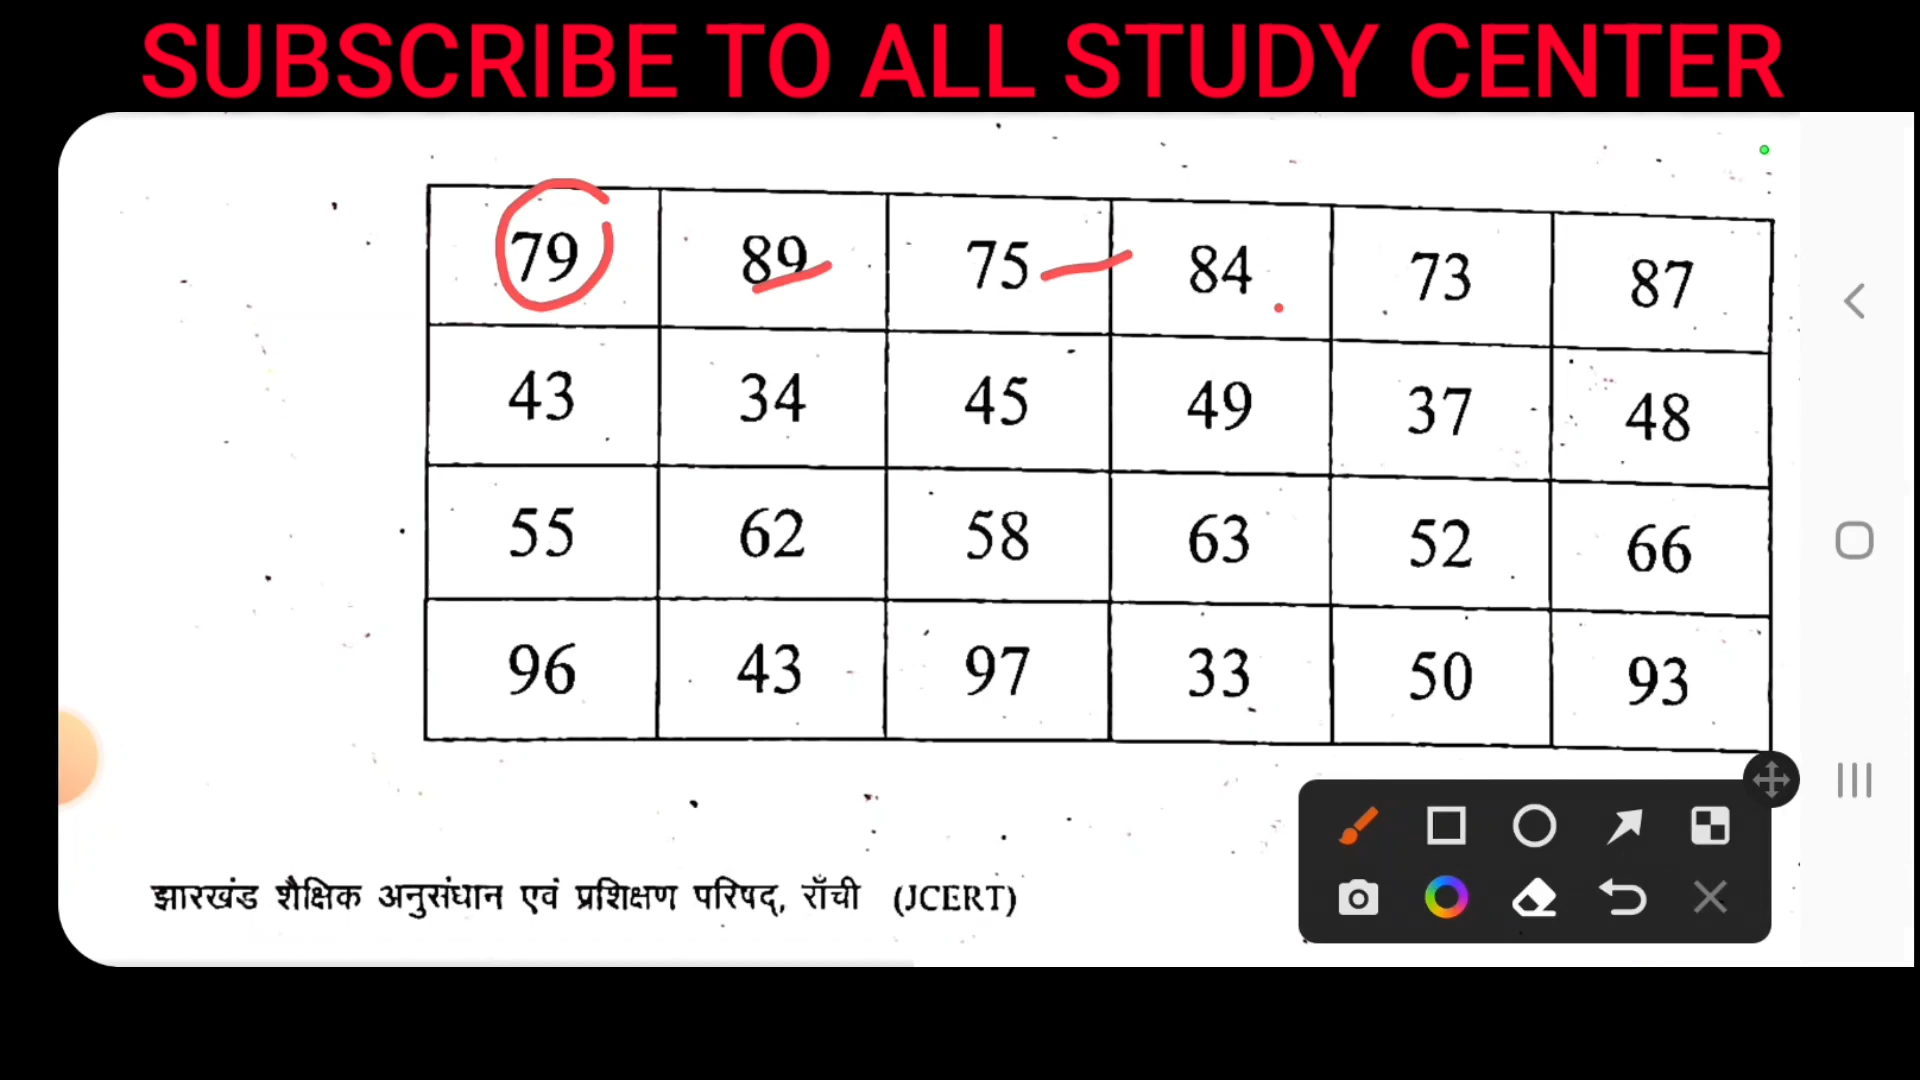 SUBSCRIBE TO ALL STUDY CENTER
79 89 75 84 73 87
43 34 45 49 37 48
55 62 58 63 52 66
96 43 97 33 50 93
झारखंड शैक्षिक अनुसंधान एवं प्रशिक्षण परिषद्, राँची (JCERT)